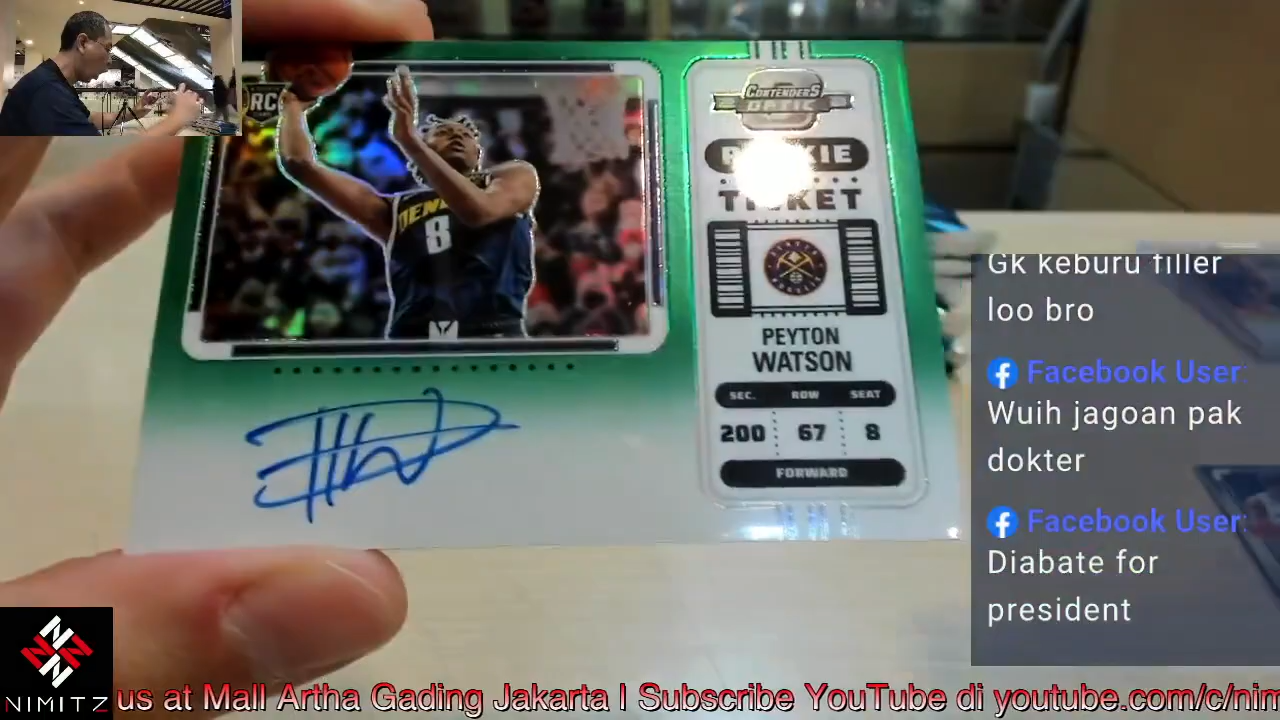 RC
DEN
8
CONTENDERS
OPTIC
TICKET
PEYTON
WATSON
SEC. ROW SEAT
200 67 8
FORWARD
Gk keburu filler
loo bro
Facebook User:
Wuih jagoan pak
dokter
Facebook User:
Diabate for
president
NIMITZ
us at Mall Artha Gading Jakarta I Subscribe YouTube di youtube.com/c/nim